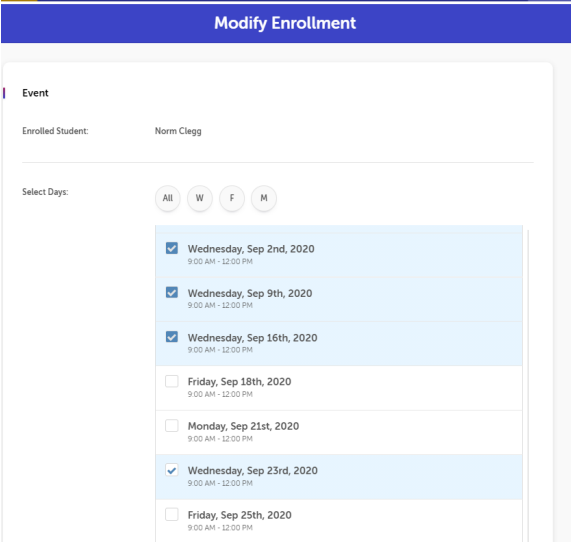 Modify Enrollment
Event
Enrolled Student: Norm Clegg
Select Days: All W F M
Wednesday, Sep 2nd, 2020
9:00 AM - 12:00 PM
Wednesday, Sep 9th, 2020
9:00 AM - 12:00 PM
Wednesday, Sep 16th, 2020
9:00 AM - 12:00 PM
Friday, Sep 18th, 2020
9:00 AM - 12:00 PM
Monday, Sep 21st, 2020
9:00 AM - 12:00 PM
Wednesday, Sep 23rd, 2020
9:00 AM - 12:00 PM
Friday, Sep 25th, 2020
9:00 AM - 12:00 PM